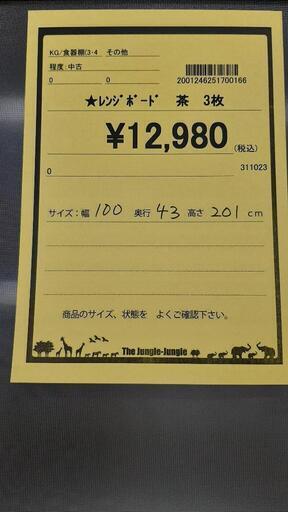 KG/食器棚(3･4 その他
程度:中古
0 0 2001246251700166
★ﾚﾝｼﾞﾎﾞｰﾄﾞ 茶 3枚
¥12,980(税込)
0 311023
サイズ:幅 100 奥行 43 高さ 201 cm
商品のサイズ、状態を よくご確認下さい。
The Jungle-Jungle